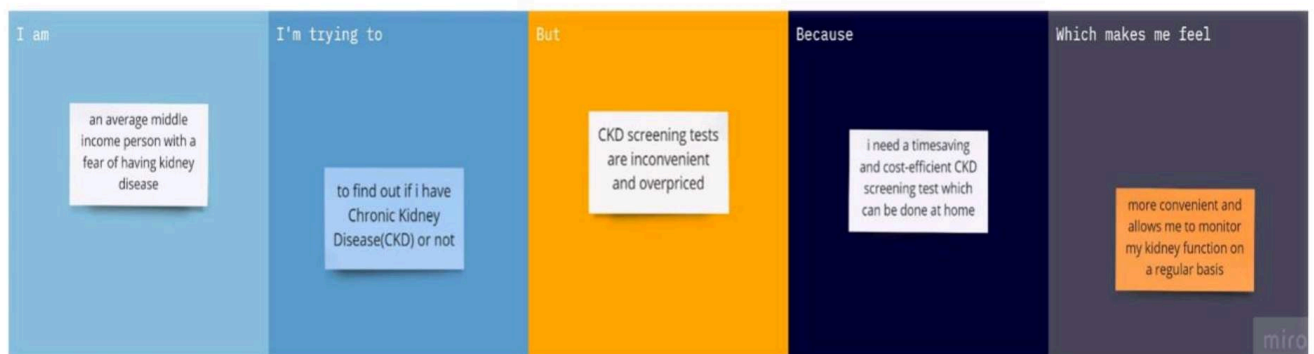 I am
an average middle
income person with a
fear of having kidney
disease
I'm trying to
to find out if i have
Chronic Kidney
Disease(CKD) or not
But
CKD screening tests
are inconvenient
and overpriced
Because
i need a timesaving
and cost-efficient CKD
screening test which
can be done at home
Which makes me feel
more convenient and
allows me to monitor
my kidney function on
a regular basis
miro